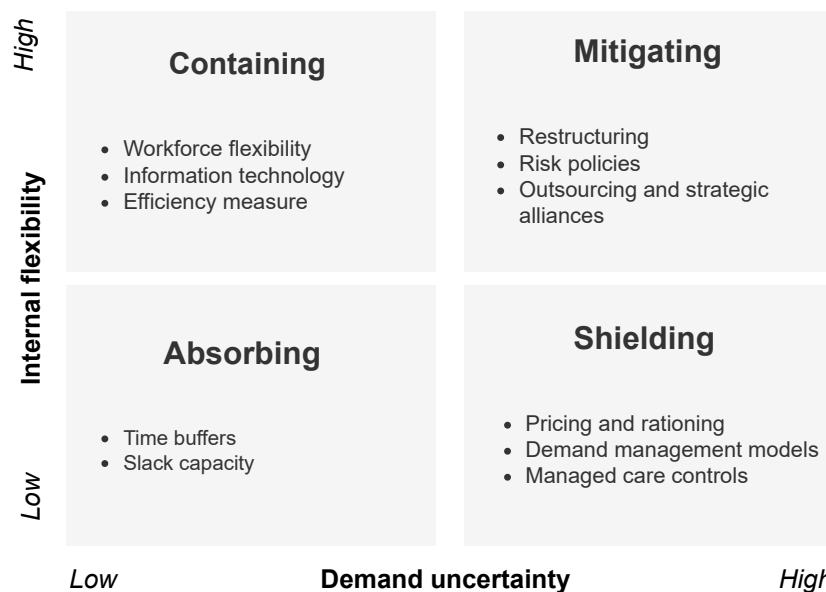 High
Internal flexibility
Low
Containing
• Workforce flexibility
• Information technology
• Efficiency measure
Mitigating
• Restructuring
• Risk policies
• Outsourcing and strategic
alliances
Absorbing
• Time buffers
• Slack capacity
Shielding
• Pricing and rationing
• Demand management models
• Managed care controls
Low
Demand uncertainty
High